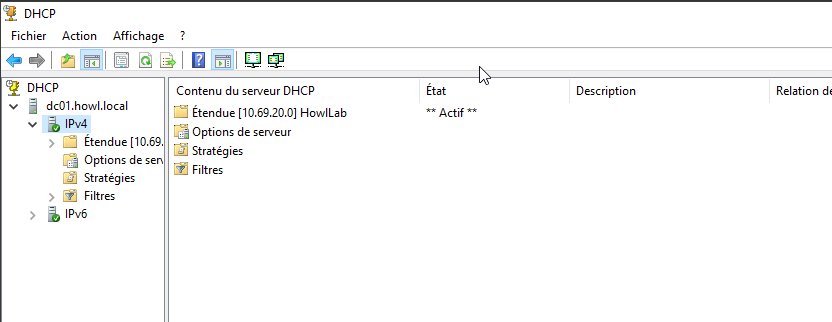 DHCP
Fichier Action Affichage ?
DHCP
dc01.howl.local
IPv4
Étendue [10.69.
Options de serv
Stratégies
Filtres
IPv6
Contenu du serveur DHCP État Description Relation de
Étendue [10.69.20.0] HowlLab ** Actif **
Options de serveur
Stratégies
Filtres